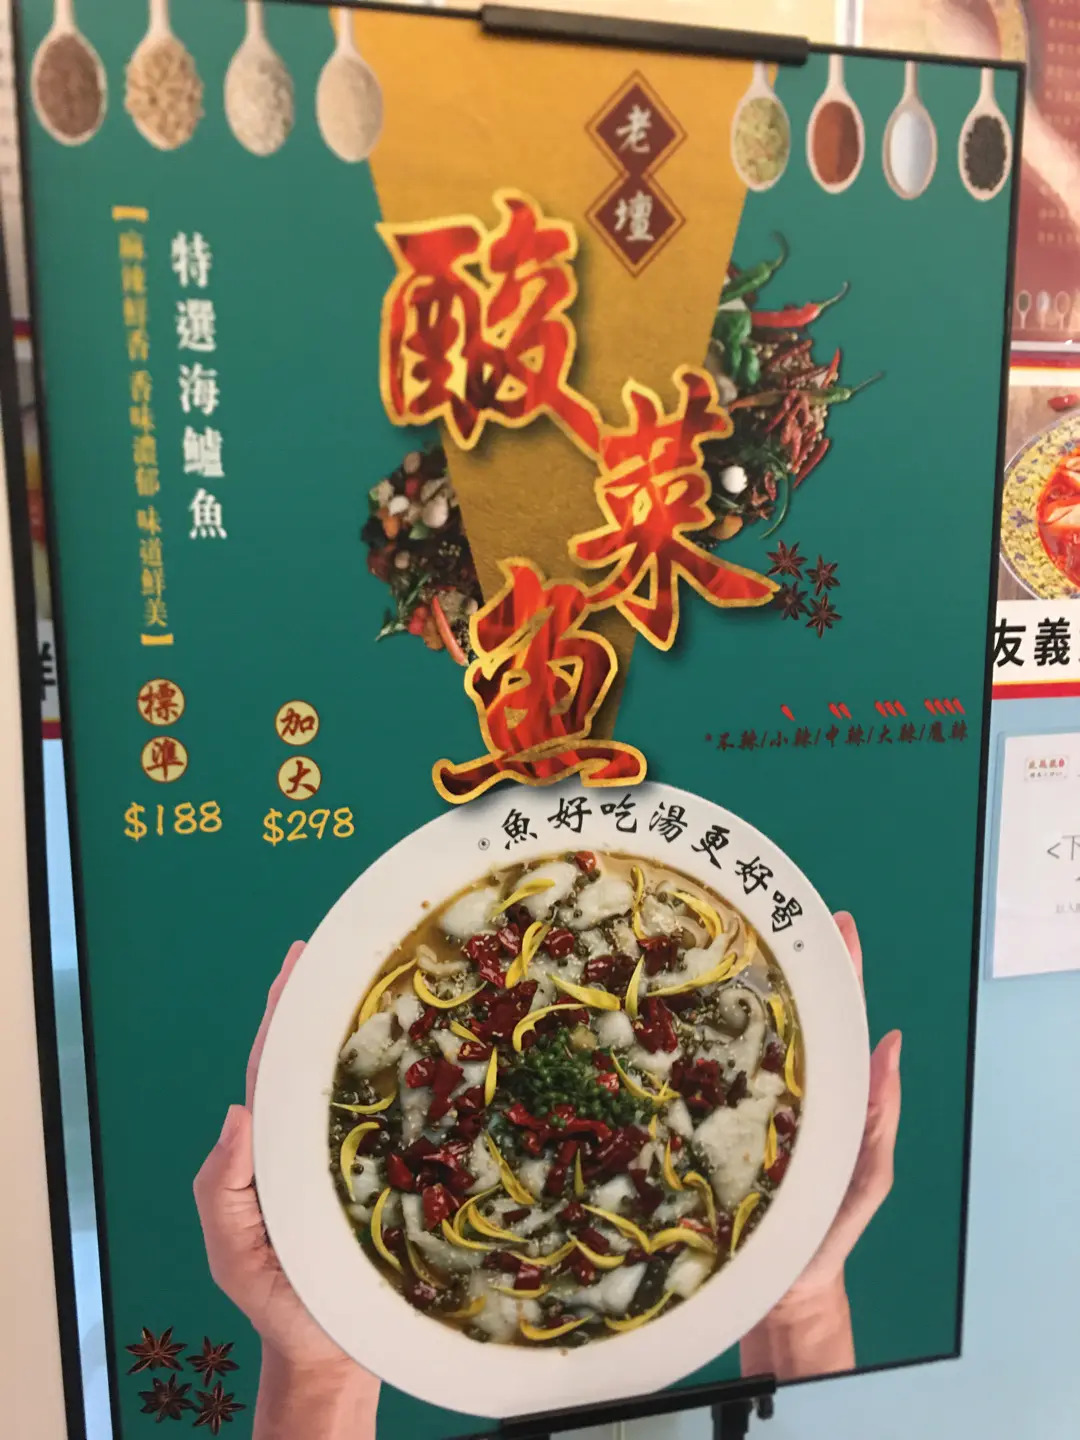 老壇
酸菜魚
特選海鱸魚
【麻辣鮮香 香味濃郁 味道鮮美】
標準
$188
加大
$298
*不辣/小辣/中辣/大辣/魔辣
魚好吃湯更好喝
友義
<下